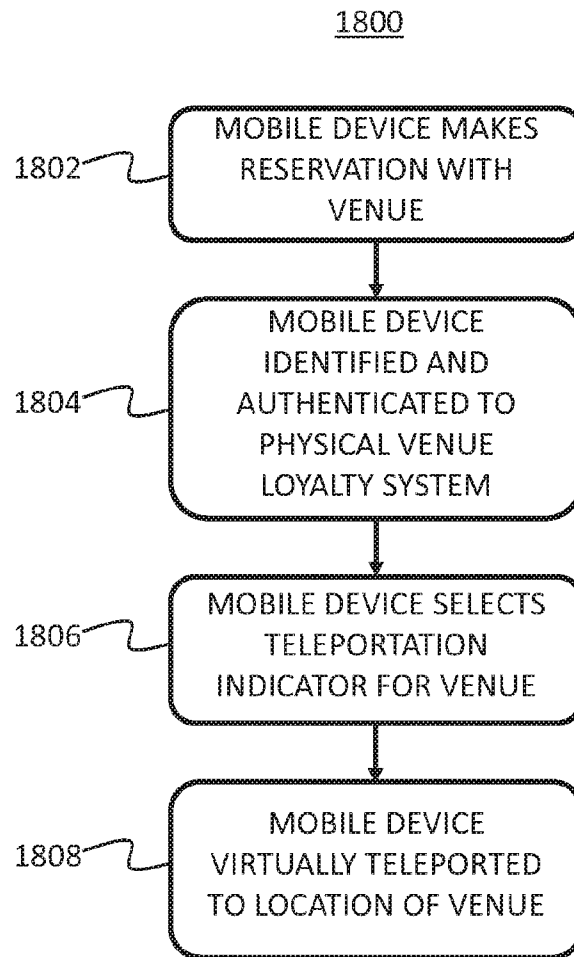 1800
1802
MOBILE DEVICE MAKES
RESERVATION WITH
VENUE
1804
MOBILE DEVICE
IDENTIFIED AND
AUTHENTICATED TO
PHYSICAL VENUE
LOYALTY SYSTEM
1806
MOBILE DEVICE SELECTS
TELEPORTATION
INDICATOR FOR VENUE
1808
MOBILE DEVICE
VIRTUALLY TELEPORTED
TO LOCATION OF VENUE